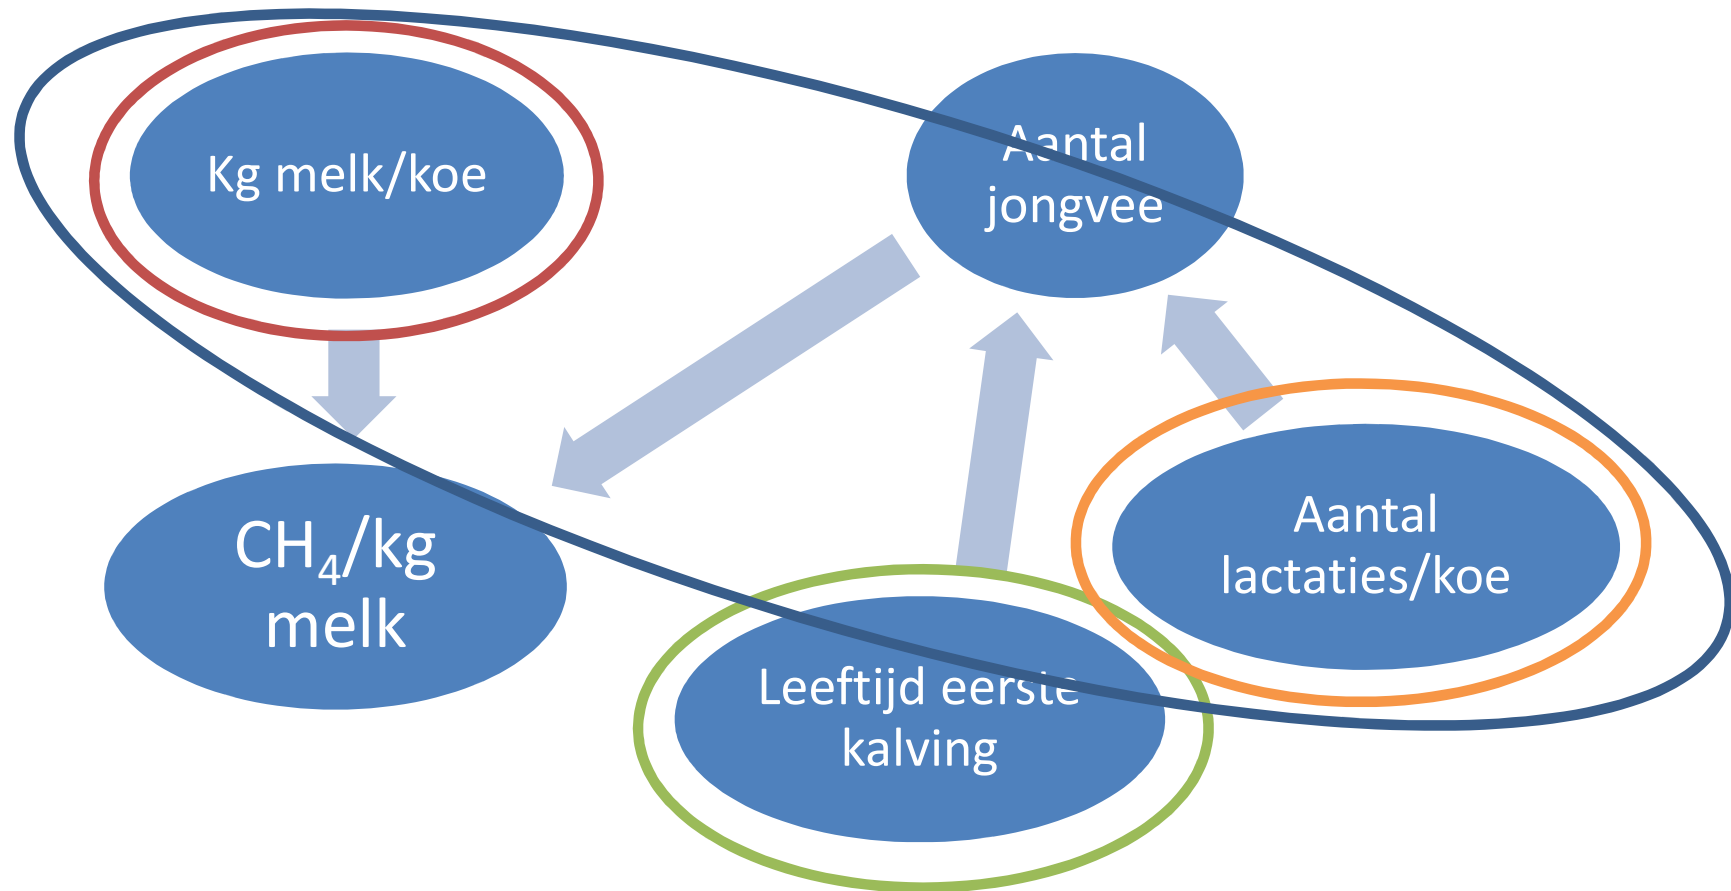 Kg melk/koe
Aantal
jongvee
CH₄/kg
melk
Aantal
lactaties/koe
Leeftijd eerste
kalving